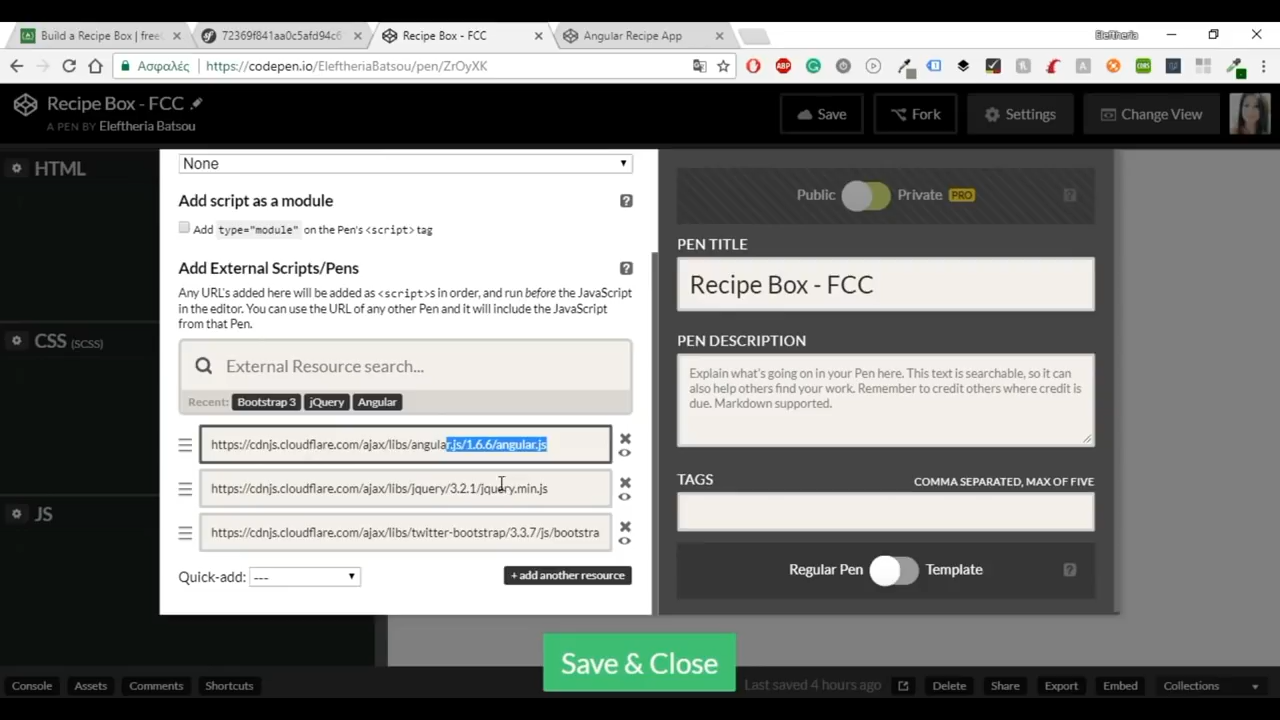 Build a Recipe Box | free
72369f841aa0c5afd94c6
Recipe Box - FCC
Angular Recipe App
Eleftheria
Ασφαλές
https://codepen.io/EleftheriaBatsou/pen/ZrOyXK
Recipe Box - FCC
A PEN BY Eleftheria Batsou
Save
Fork
Settings
Change View
HTML
CSS (SCSS)
JS
None
Add script as a module
?
Add type="module" on the Pen's <script> tag
Add External Scripts/Pens
?
Any URL's added here will be added as <script>s in order, and run before the JavaScript
in the editor. You can use the URL of any other Pen and it will include the JavaScript
from that Pen.
External Resource search...
Recent: Bootstrap 3 jQuery Angular
https://cdnjs.cloudflare.com/ajax/libs/angular.js/1.6.6/angular.js
https://cdnjs.cloudflare.com/ajax/libs/jquery/3.2.1/jquery.min.js
https://cdnjs.cloudflare.com/ajax/libs/twitter-bootstrap/3.3.7/js/bootstra
Quick-add: ---
+ add another resource
Public
Private PRO
?
PEN TITLE
Recipe Box - FCC
PEN DESCRIPTION
Explain what's going on in your Pen here. This text is searchable, so it can
also help others find your work. Remember to credit others where credit is
due. Markdown supported.
TAGS
COMMA SEPARATED, MAX OF FIVE
Regular Pen
Template
?
Save & Close
Console
Assets
Comments
Shortcuts
Last saved 4 hours ago
Delete
Share
Export
Embed
Collections